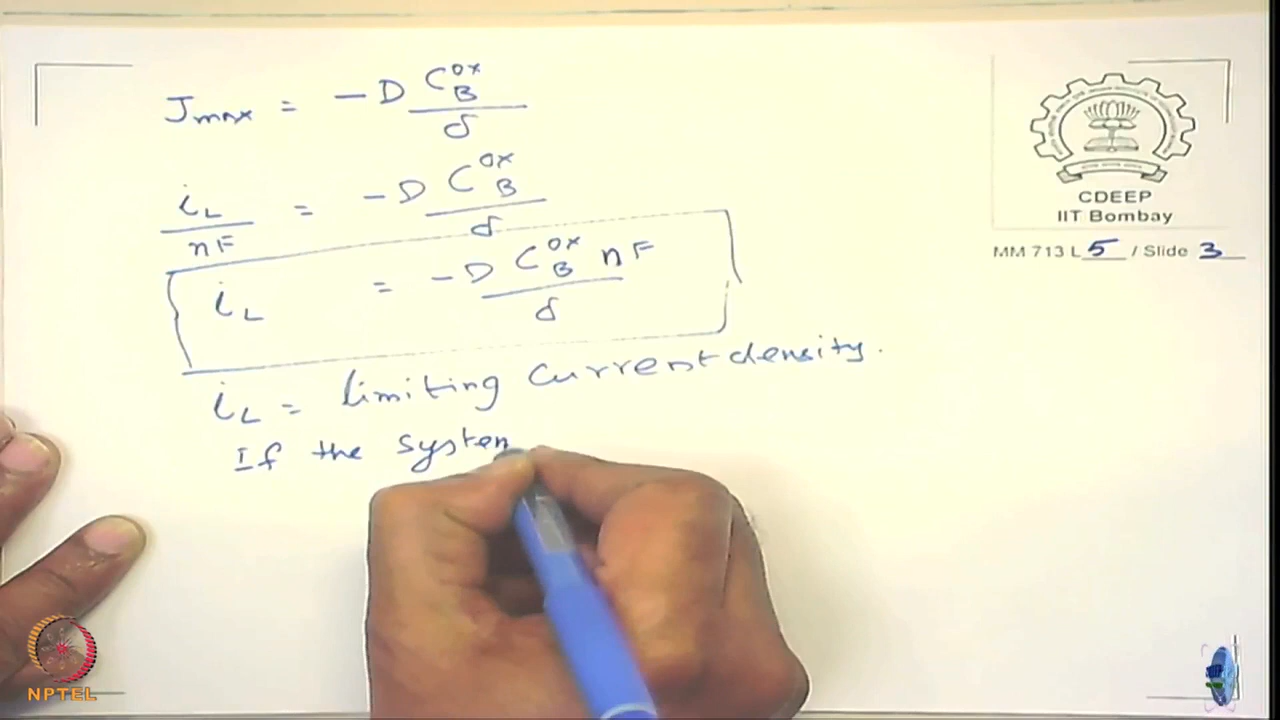 Jmax = -D C_B^ox / δ
CDEEP
IIT Bombay
MM 713 L 5 / Slide 3
i_L / nF = -D C_B^ox / δ
i_L = -D C_B^ox nF / δ
i_L = limiting current density.
If the system
NPTEL